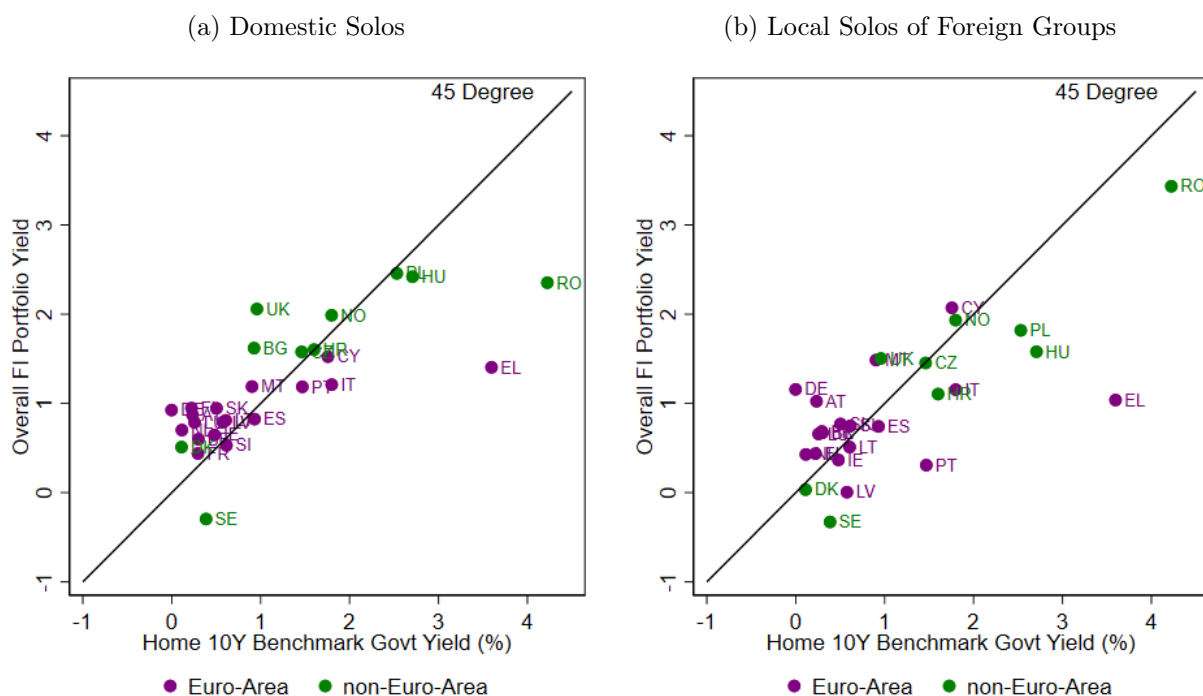 (a) Domestic Solos
(b) Local Solos of Foreign Groups
45 Degree
4
3
2
1
0
-1
Overall FI Portfolio Yield
RO
HU
UK
NO
BG
HR
CY
EL
MT
PT
IT
SK
ES
LV
SI
FR
SE
-1 0 1 2 3 4
Home 10Y Benchmark Govt Yield (%)
Euro-Area non-Euro-Area
45 Degree
4
3
2
1
0
-1
Overall FI Portfolio Yield
RO
CY
NO
PL
HU
UK
MT
CZ
DE
IT
HR
AT
EL
ES
LT
IE
PT
DK
LV
SE
-1 0 1 2 3 4
Home 10Y Benchmark Govt Yield (%)
Euro-Area non-Euro-Area